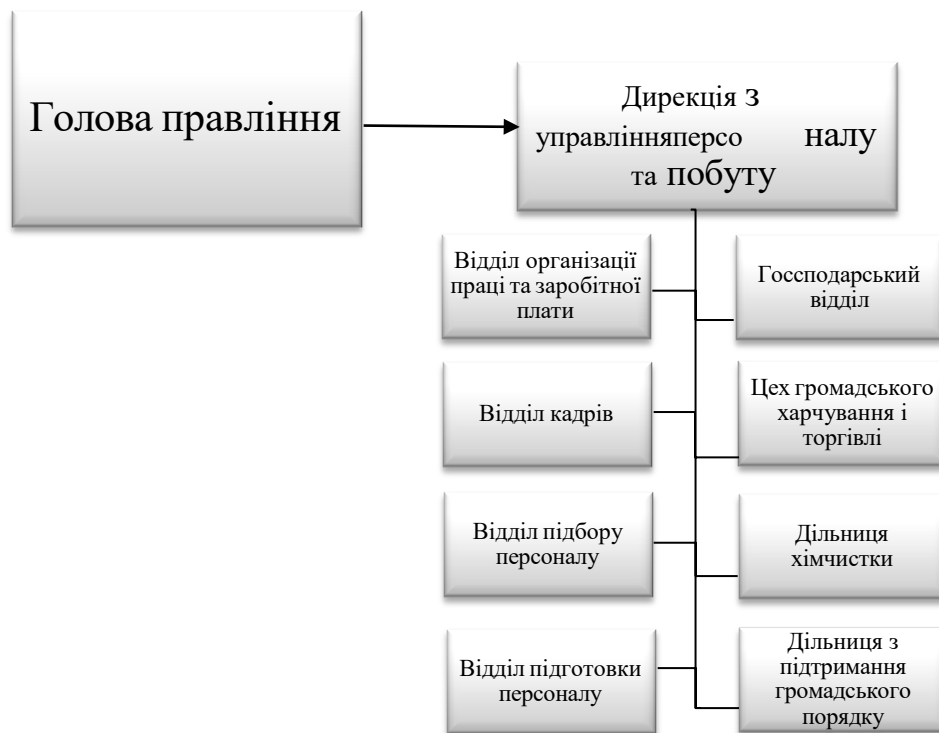 Голова правління
Дирекція з
управлінняперсо налу
та побуту
Відділ організації
праці та заробітної
плати
Госсподарський
відділ
Відділ кадрів
Цех громадського
харчування і
торгівлі
Відділ підбору
персоналу
Дільниця
хімчистки
Відділ підготовки
персоналу
Дільниця з
підтримання
громадського
порядку